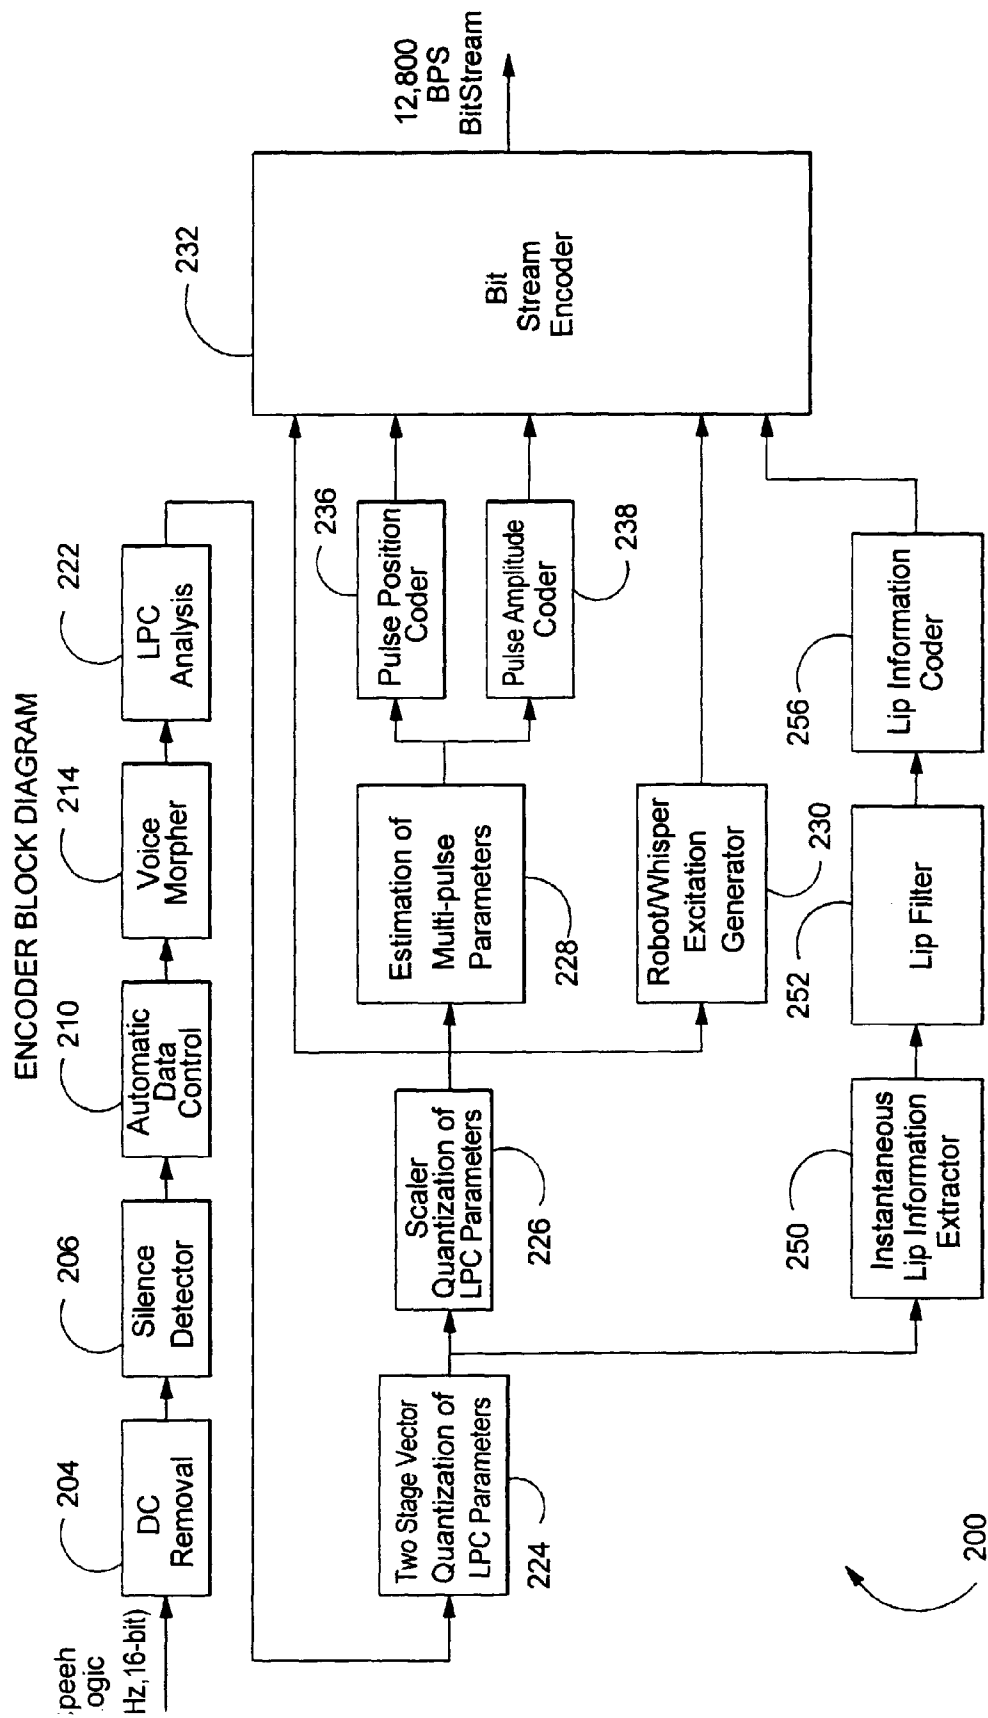 ENCODER BLOCK DIAGRAM
Hz,16-bit)
204
DC
Removal
206
Silence
Detector
210
Automatic
Data
Control
214
Voice
Morpher
222
LPC
Analysis
Two Stage Vector
Quantization of
LPC Parameters
224
Scaler
Quantization of
LPC Parameters
226
Estimation of
Multi-pulse
Parameters
228
236
Pulse Position
Coder
Pulse Amplitude
Coder
238
Robot/Whisper
Excitation
Generator
230
250
Instantaneous
Lip Information
Extractor
252
Lip Filter
256
Lip Information
Coder
232
Bit
Stream
Encoder
12,800
BPS
BitStream
200